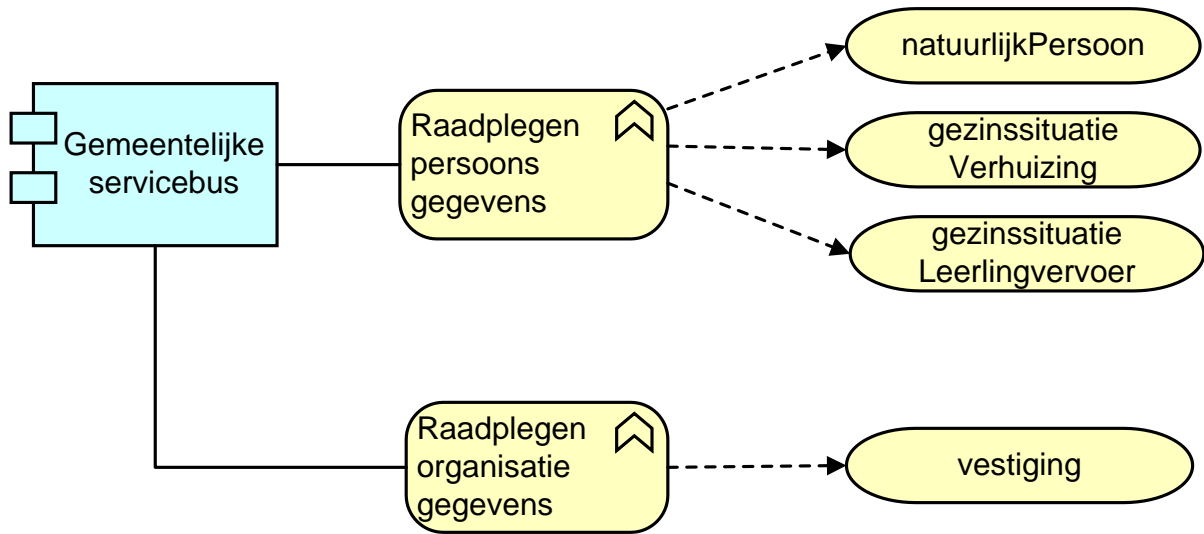 natuurlijkPersoon
Gemeentelijke
servicebus
Raadplegen
persoons
gegevens
gezinssituatie
Verhuizing
gezinssituatie
Leerlingvervoer
Raadplegen
organisatie
gegevens
vestiging